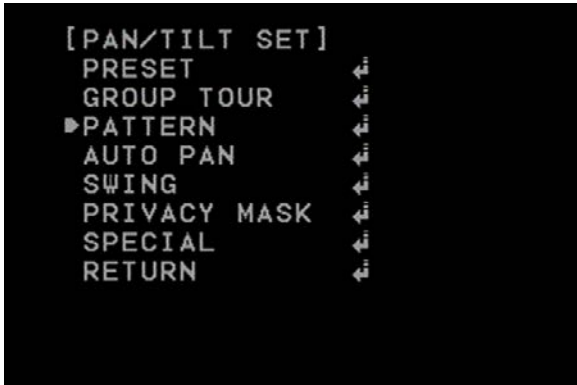 [PAN/TILT SET]
PRESET ↲
GROUP TOUR ↲
▶PATTERN ↲
AUTO PAN ↲
SWING ↲
PRIVACY MASK ↲
SPECIAL ↲
RETURN ↲